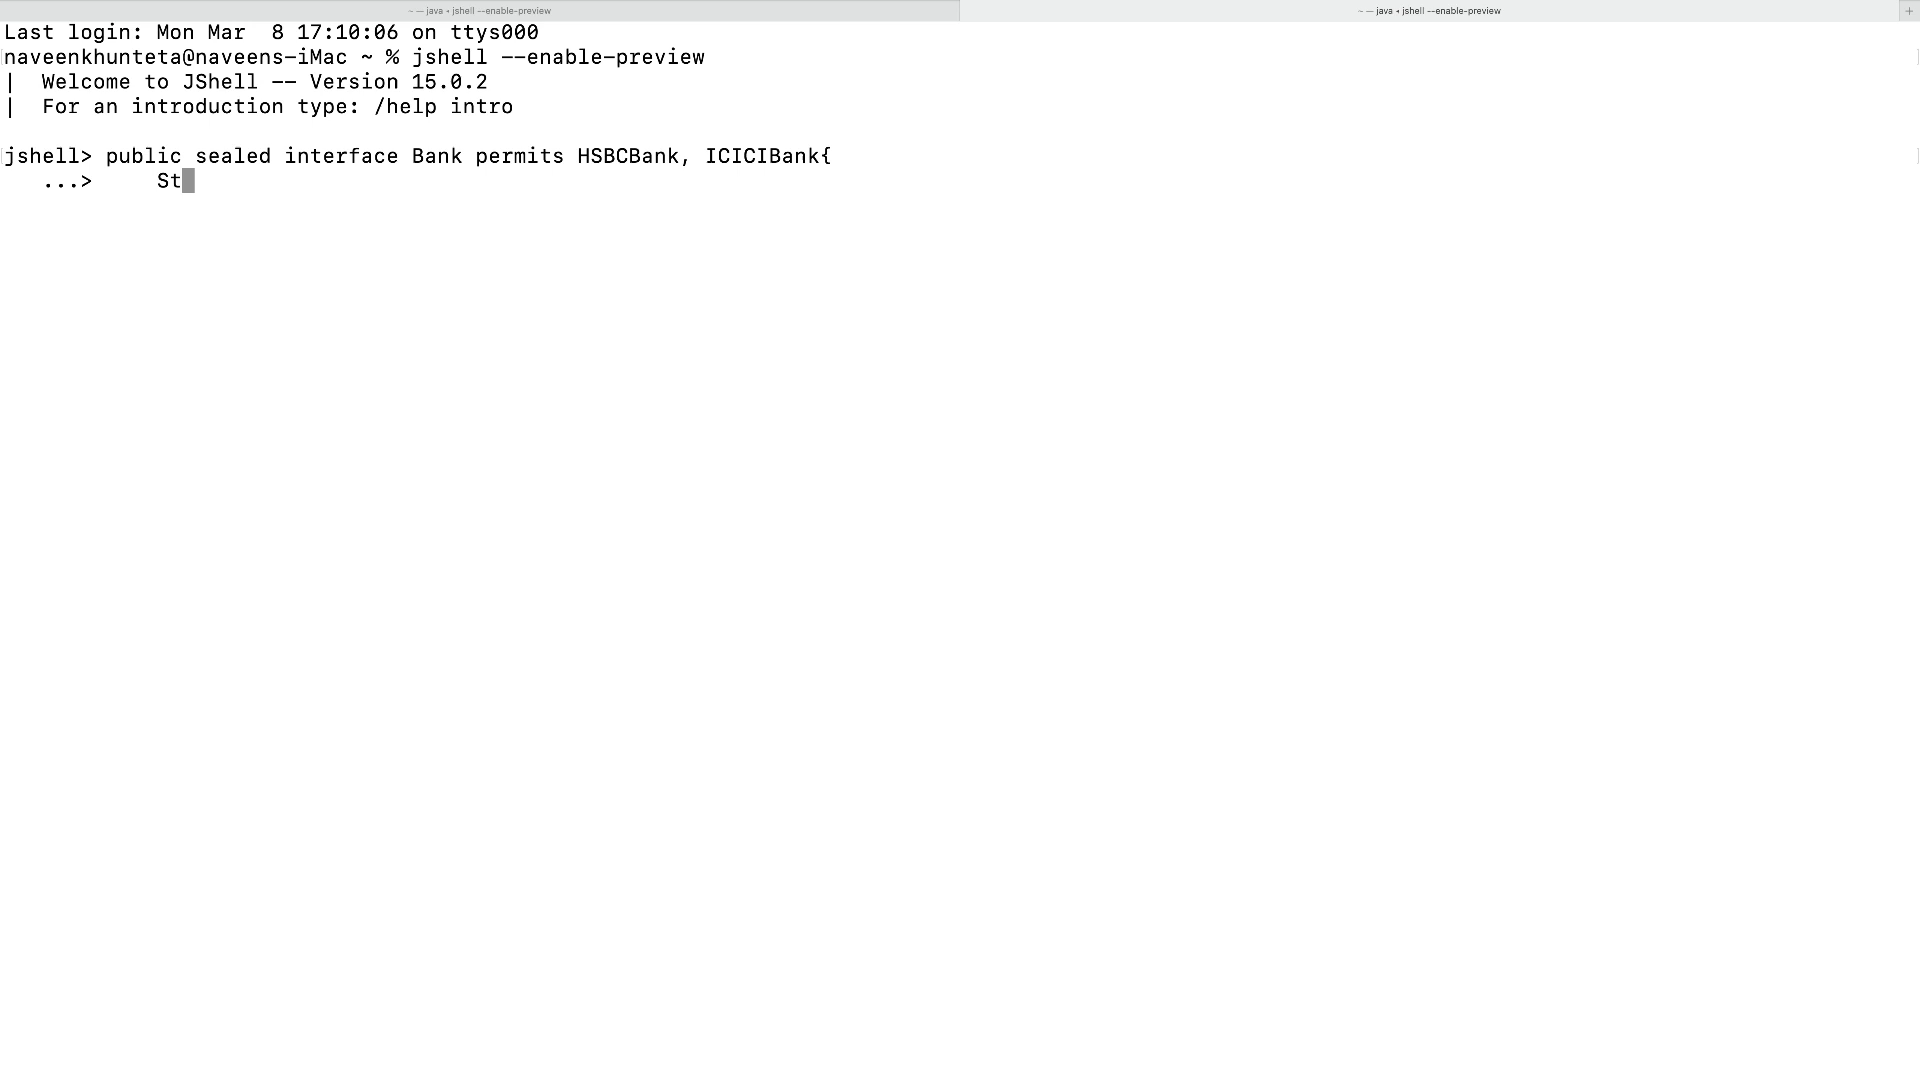 ~ — java ◂ jshell --enable-preview ~ — java ◂ jshell --enable-preview +
Last login: Mon Mar  8 17:10:06 on ttys000
naveenkhunteta@naveens-iMac ~ % jshell --enable-preview
|  Welcome to JShell -- Version 15.0.2
|  For an introduction type: /help intro
jshell> public sealed interface Bank permits HSBCBank, ICICIBank{
   ...>     St